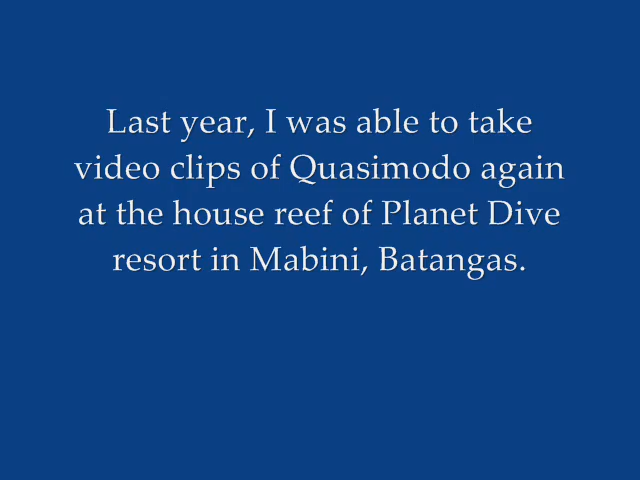 Last year, I was able to take
video clips of Quasimodo again
at the house reef of Planet Dive
resort in Mabini, Batangas.